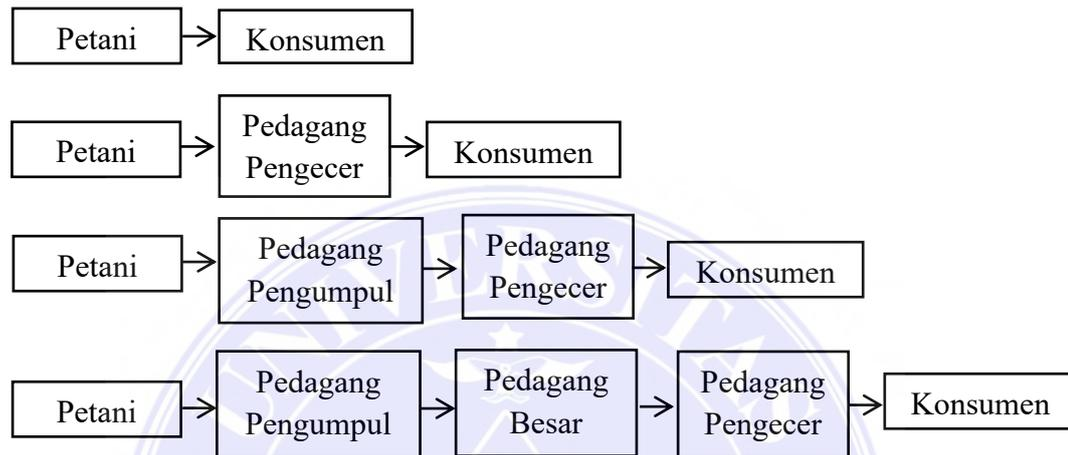 Petani
Konsumen
Petani
Pedagang
Pengecer
Konsumen
Petani
Pedagang
Pengumpul
Pedagang
Pengecer
Konsumen
Petani
Pedagang
Pengumpul
Pedagang
Besar
Pedagang
Pengecer
Konsumen
UNIVERSITAS